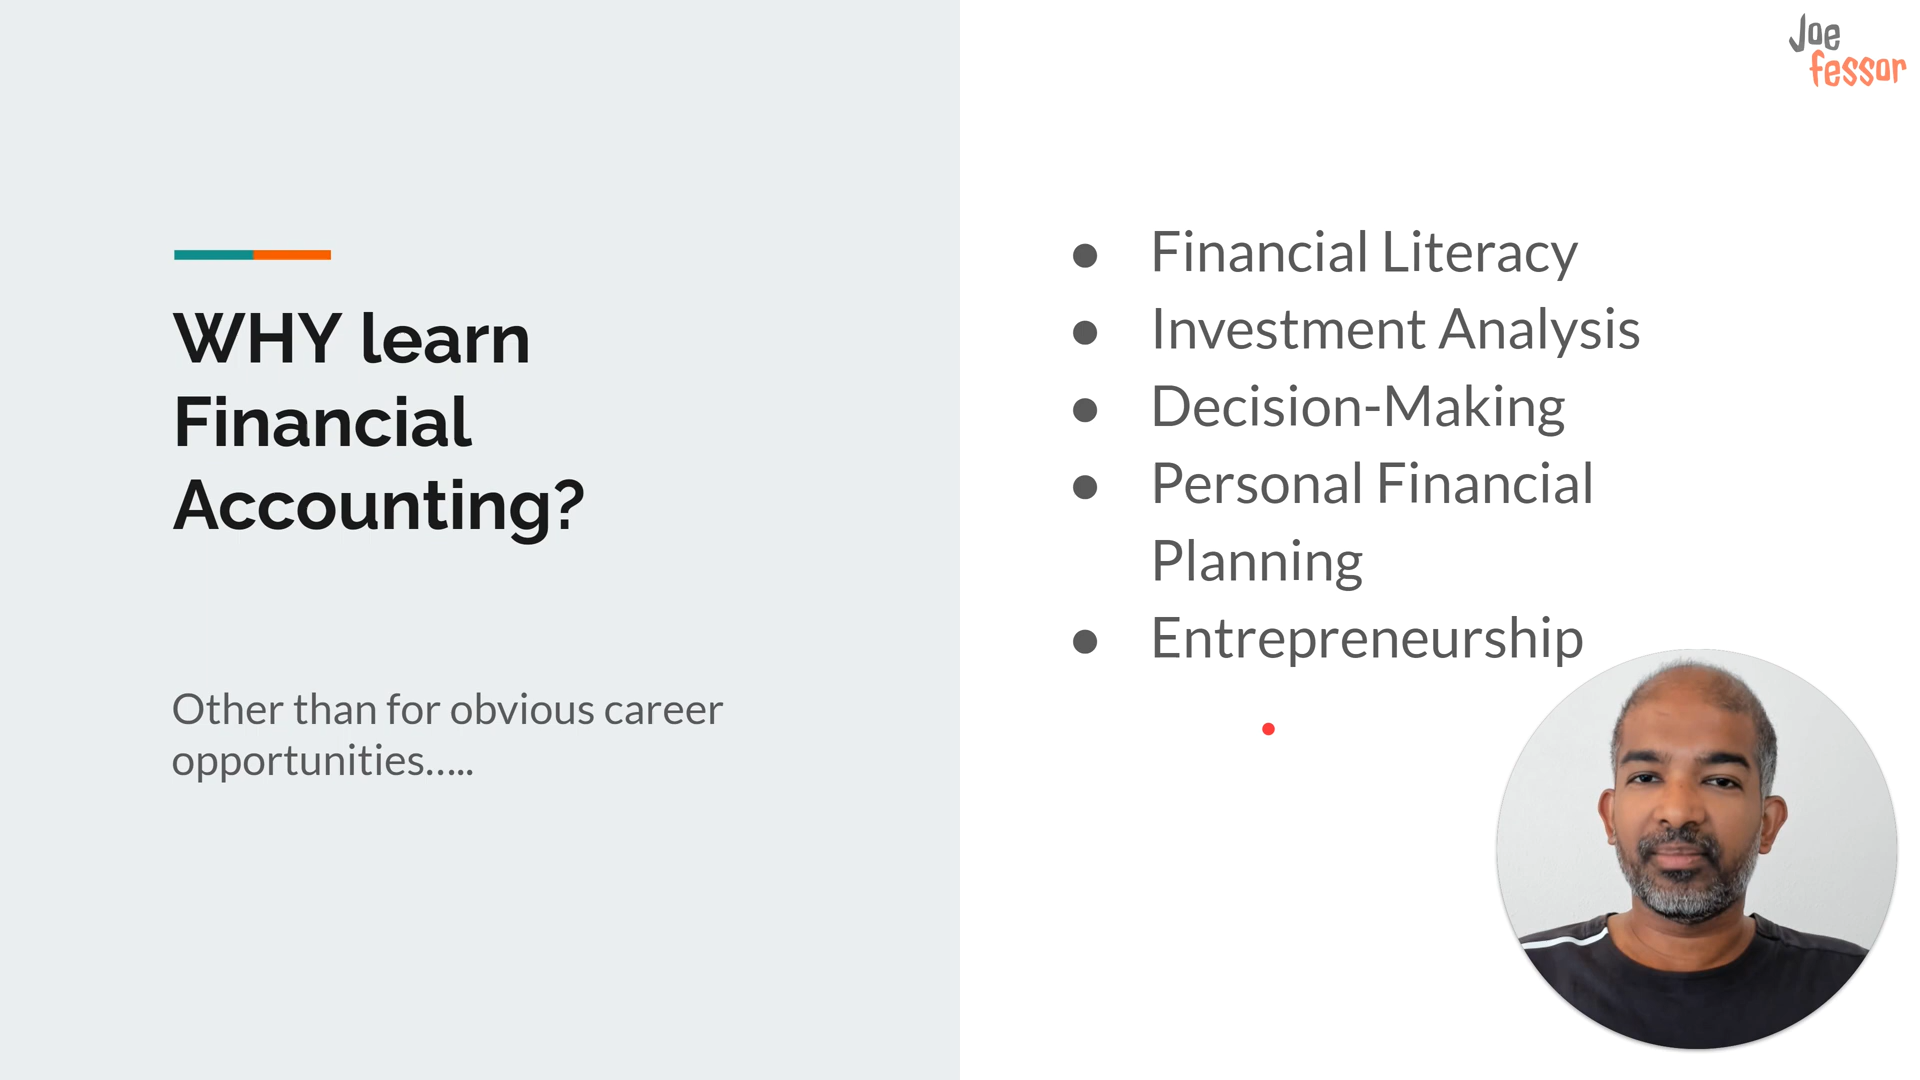 Joe
fessor
WHY learn
Financial
Accounting?
Other than for obvious career
opportunities.....
● Financial Literacy
● Investment Analysis
● Decision-Making
● Personal Financial
Planning
● Entrepreneurship